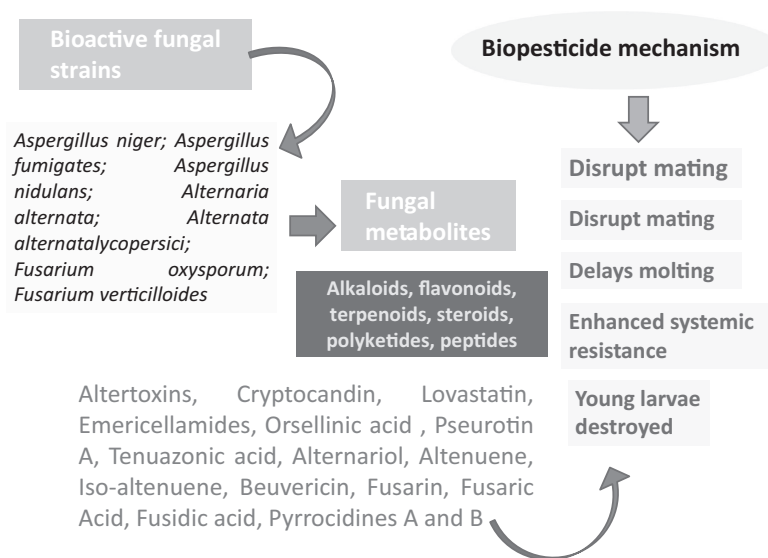 Bioactive fungal
strains
Aspergillus niger; Aspergillus
fumigates; Aspergillus
nidulans; Alternaria
alternata; Alternata
alternatalycopersici;
Fusarium oxysporum;
Fusarium verticilloides
Fungal
metabolites
Alkaloids, flavonoids,
terpenoids, steroids,
polyketides, peptides
Altertoxins, Cryptocandin, Lovastatin,
Emericellamides, Orsellinic acid , Pseurotin
A, Tenuazonic acid, Alternariol, Altenuene,
Iso-altenuene, Beuvericin, Fusarin, Fusaric
Acid, Fusidic acid, Pyrrocidines A and B
Biopesticide mechanism
Disrupt mating
Disrupt mating
Delays molting
Enhanced systemic
resistance
Young larvae
destroyed